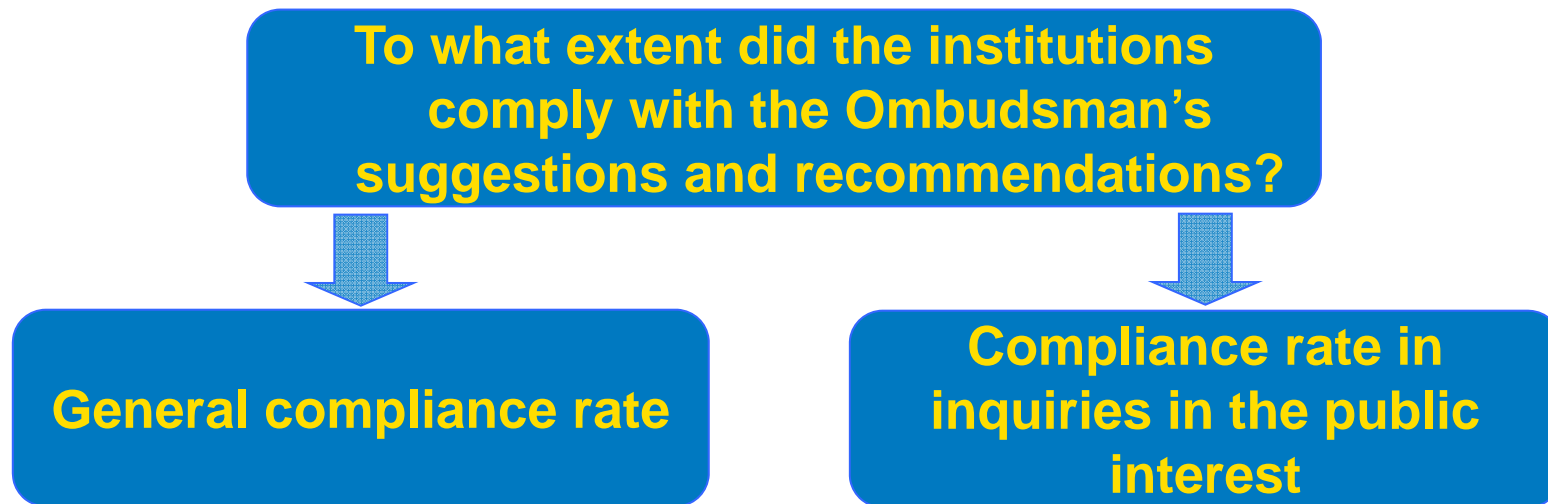 To what extent did the institutions
comply with the Ombudsman’s
suggestions and recommendations?
General compliance rate
Compliance rate in
inquiries in the public
interest